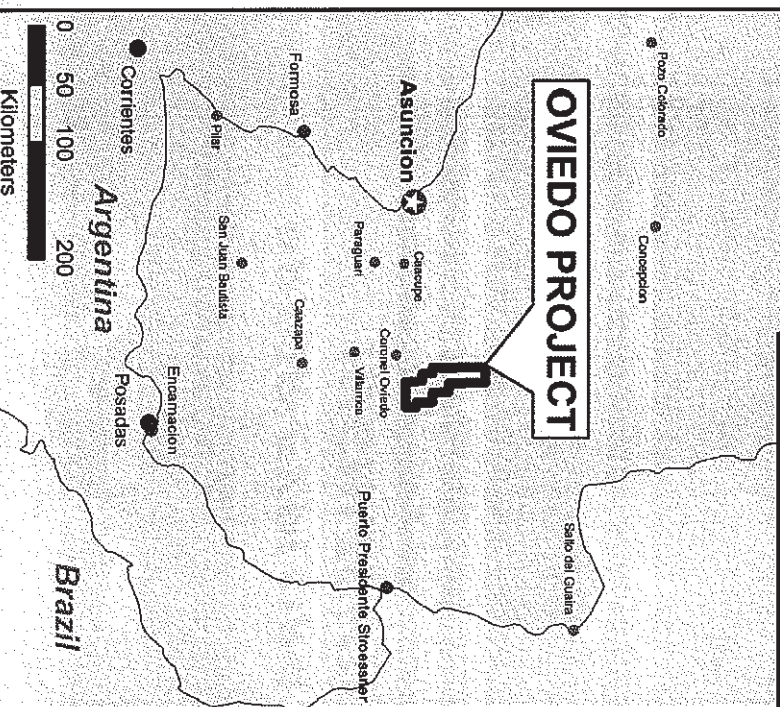 Pozo Colorado
Concepcion
OVIEDO PROJECT
Salto del Guaira
Asuncion
Caacupe
Coronel Oviedo
Paraguari
Puerto Presidente Stroessner
Villarrica
Formosa
Caazapa
San Juan Bautista
Pilar
Encarnacion
Corrientes
Posadas
Argentina
Brazil
0 50 100 200
Kilometers